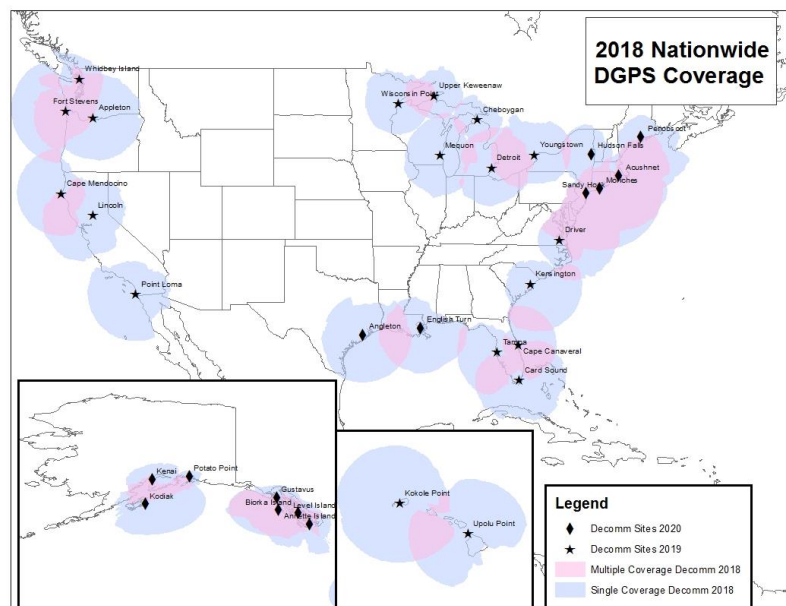 2018 Nationwide
DGPS Coverage
Whidbey Island
Fort Stevens
Appleton
Cape Mendocino
Lincoln
Point Loma
Wisconsin Point
Upper Keweenaw
Cheboygan
Mequon
Detroit
Youngstown
Hudson Falls
Penobscot
Acushnet
Sandy Hook
Moriches
Driver
Kensington
Angleton
English Turn
Tampa
Cape Canaveral
Card Sound
Kenai
Potato Point
Kodiak
Gustavus
Biorka Island
Level Island
Annette Island
Kokole Point
Upolu Point
Legend
Decomm Sites 2020
Decomm Sites 2019
Multiple Coverage Decomm 2018
Single Coverage Decomm 2018